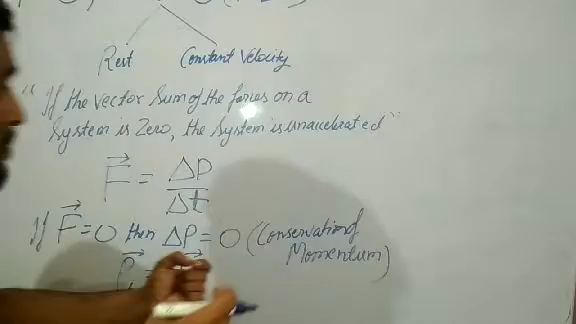 Rest Constant Velocity
"If the vector Sum of the forces on a
System is Zero, the System is unaccelerated"
F = ΔP/Δt
If F = 0 then ΔP = 0 (Conservation of
Momentum)